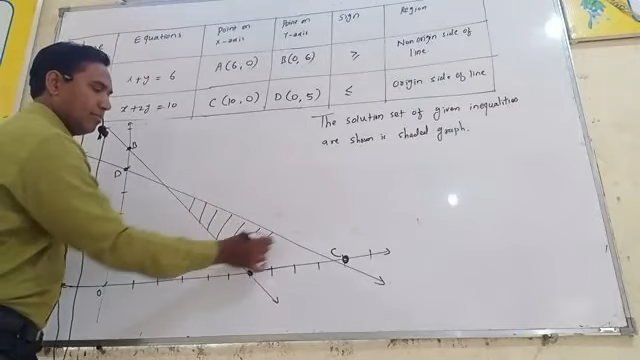 Equations Point on X-axis Point on Y-axis Sign Region
x+y = 6 A(6,0) B(0,6) ≥ Non origin side of line.
x+2y = 10 C(10,0) D(0,5) ≤ Origin side of line
The solution set of given inequalities
are shown is shaded graph.
B
D
C
0